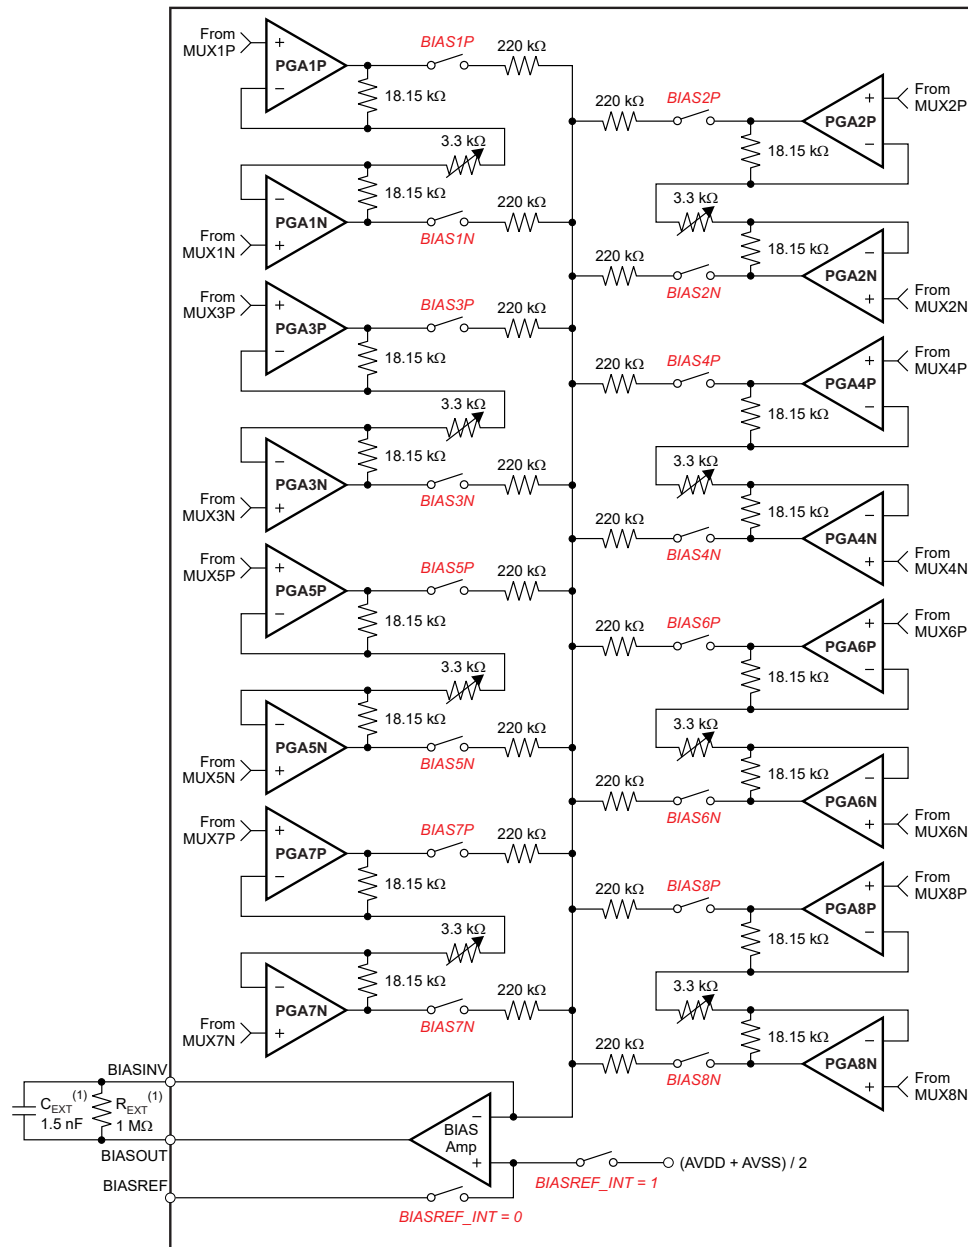 From
MUX1P
+
−
PGA1P
BIAS1P
220 kΩ
18.15 kΩ
3.3 kΩ
18.15 kΩ
−
+
PGA1N
From
MUX1N
BIAS1N
220 kΩ
From
MUX3P
+
−
PGA3P
BIAS3P
220 kΩ
18.15 kΩ
3.3 kΩ
18.15 kΩ
−
+
PGA3N
From
MUX3N
BIAS3N
220 kΩ
From
MUX5P
+
−
PGA5P
BIAS5P
220 kΩ
18.15 kΩ
3.3 kΩ
18.15 kΩ
−
+
PGA5N
From
MUX5N
BIAS5N
220 kΩ
From
MUX7P
+
−
PGA7P
BIAS7P
220 kΩ
18.15 kΩ
3.3 kΩ
18.15 kΩ
−
+
PGA7N
From
MUX7N
BIAS7N
220 kΩ
220 kΩ
BIAS2P
+
−
PGA2P
From
MUX2P
18.15 kΩ
3.3 kΩ
18.15 kΩ
−
+
PGA2N
220 kΩ
BIAS2N
From
MUX2N
220 kΩ
BIAS4P
+
−
PGA4P
From
MUX4P
18.15 kΩ
3.3 kΩ
18.15 kΩ
−
+
PGA4N
220 kΩ
BIAS4N
From
MUX4N
220 kΩ
BIAS6P
+
−
PGA6P
From
MUX6P
18.15 kΩ
3.3 kΩ
18.15 kΩ
−
+
PGA6N
220 kΩ
BIAS6N
From
MUX6N
220 kΩ
BIAS8P
+
−
PGA8P
From
MUX8P
18.15 kΩ
3.3 kΩ
18.15 kΩ
−
+
PGA8N
220 kΩ
BIAS8N
From
MUX8N
BIASINV
C_EXT^(1)
1.5 nF
R_EXT^(1)
1 MΩ
BIASOUT
−
BIAS
Amp
+
BIASREF
BIASREF_INT = 0
BIASREF_INT = 1
(AVDD + AVSS) / 2